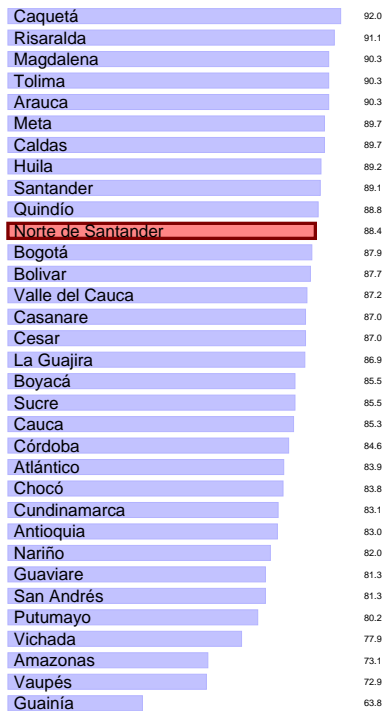 Caquetá 92.0
Risaralda 91.1
Magdalena 90.3
Tolima 90.3
Arauca 90.3
Meta 89.7
Caldas 89.7
Huila 89.2
Santander 89.1
Quindío 88.8
Norte de Santander 88.4
Bogotá 87.9
Bolivar 87.7
Valle del Cauca 87.2
Casanare 87.0
Cesar 87.0
La Guajira 86.9
Boyacá 85.5
Sucre 85.5
Cauca 85.3
Córdoba 84.6
Atlántico 83.9
Chocó 83.8
Cundinamarca 83.1
Antioquia 83.0
Nariño 82.0
Guaviare 81.3
San Andrés 81.3
Putumayo 80.2
Vichada 77.9
Amazonas 73.1
Vaupés 72.9
Guainía 63.8